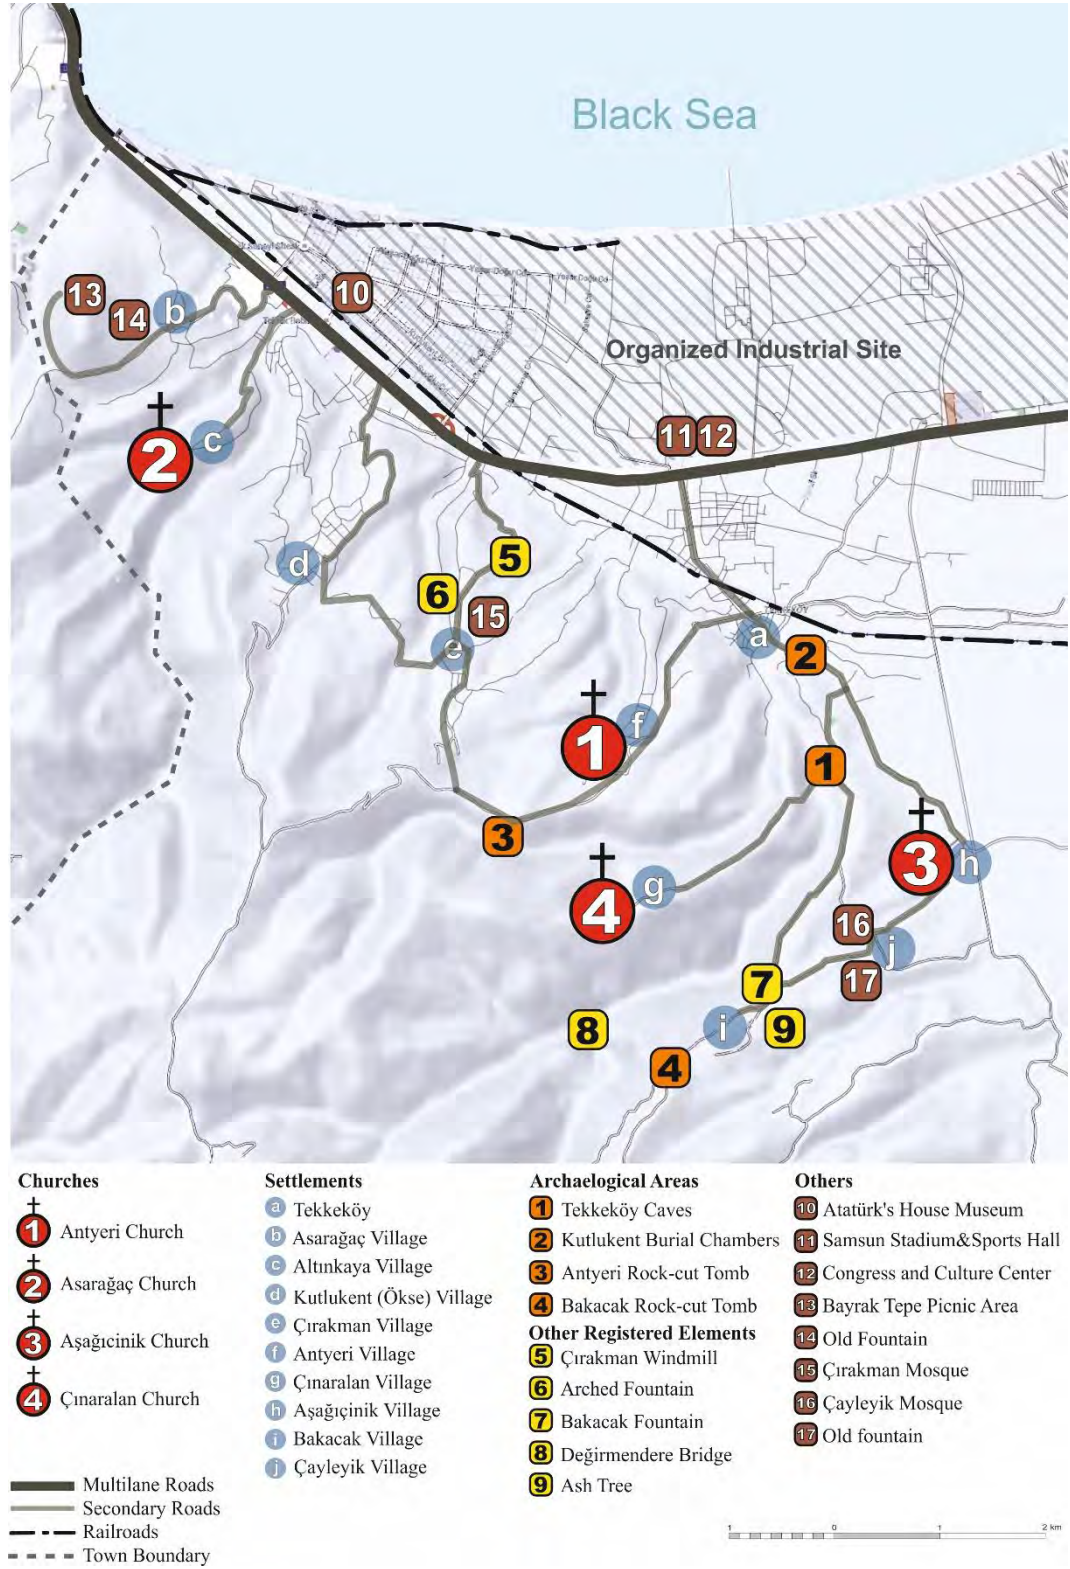 Black Sea
Yaşar Doğu Cd.
Yaşar Doğu Cd.
13
14
b
10
Organized Industrial Site
2
c
11
12
d
5
6
15
e
a
2
1
f
1
3
3
h
4
g
16
j
7
17
i
8
9
4
Churches
1 Antyeri Church
2 Asarağaç Church
3 Aşağıcinik Church
4 Çınaralan Church
Settlements
a Tekkeköy
b Asarağaç Village
c Altınkaya Village
d Kutlukent (Ökse) Village
e Çırakman Village
f Antyeri Village
g Çınaralan Village
h Aşağıçinik Village
i Bakacak Village
j Çayleyik Village
Archaelogical Areas
1 Tekkeköy Caves
2 Kutlukent Burial Chambers
3 Antyeri Rock-cut Tomb
4 Bakacak Rock-cut Tomb
Other Registered Elements
5 Çırakman Windmill
6 Arched Fountain
7 Bakacak Fountain
8 Değirmendere Bridge
9 Ash Tree
Others
10 Atatürk's House Museum
11 Samsun Stadium&Sports Hall
12 Congress and Culture Center
13 Bayrak Tepe Picnic Area
14 Old Fountain
15 Çırakman Mosque
16 Çayleyik Mosque
17 Old fountain
Multilane Roads
Secondary Roads
Railroads
Town Boundary
1 0 1 2 km